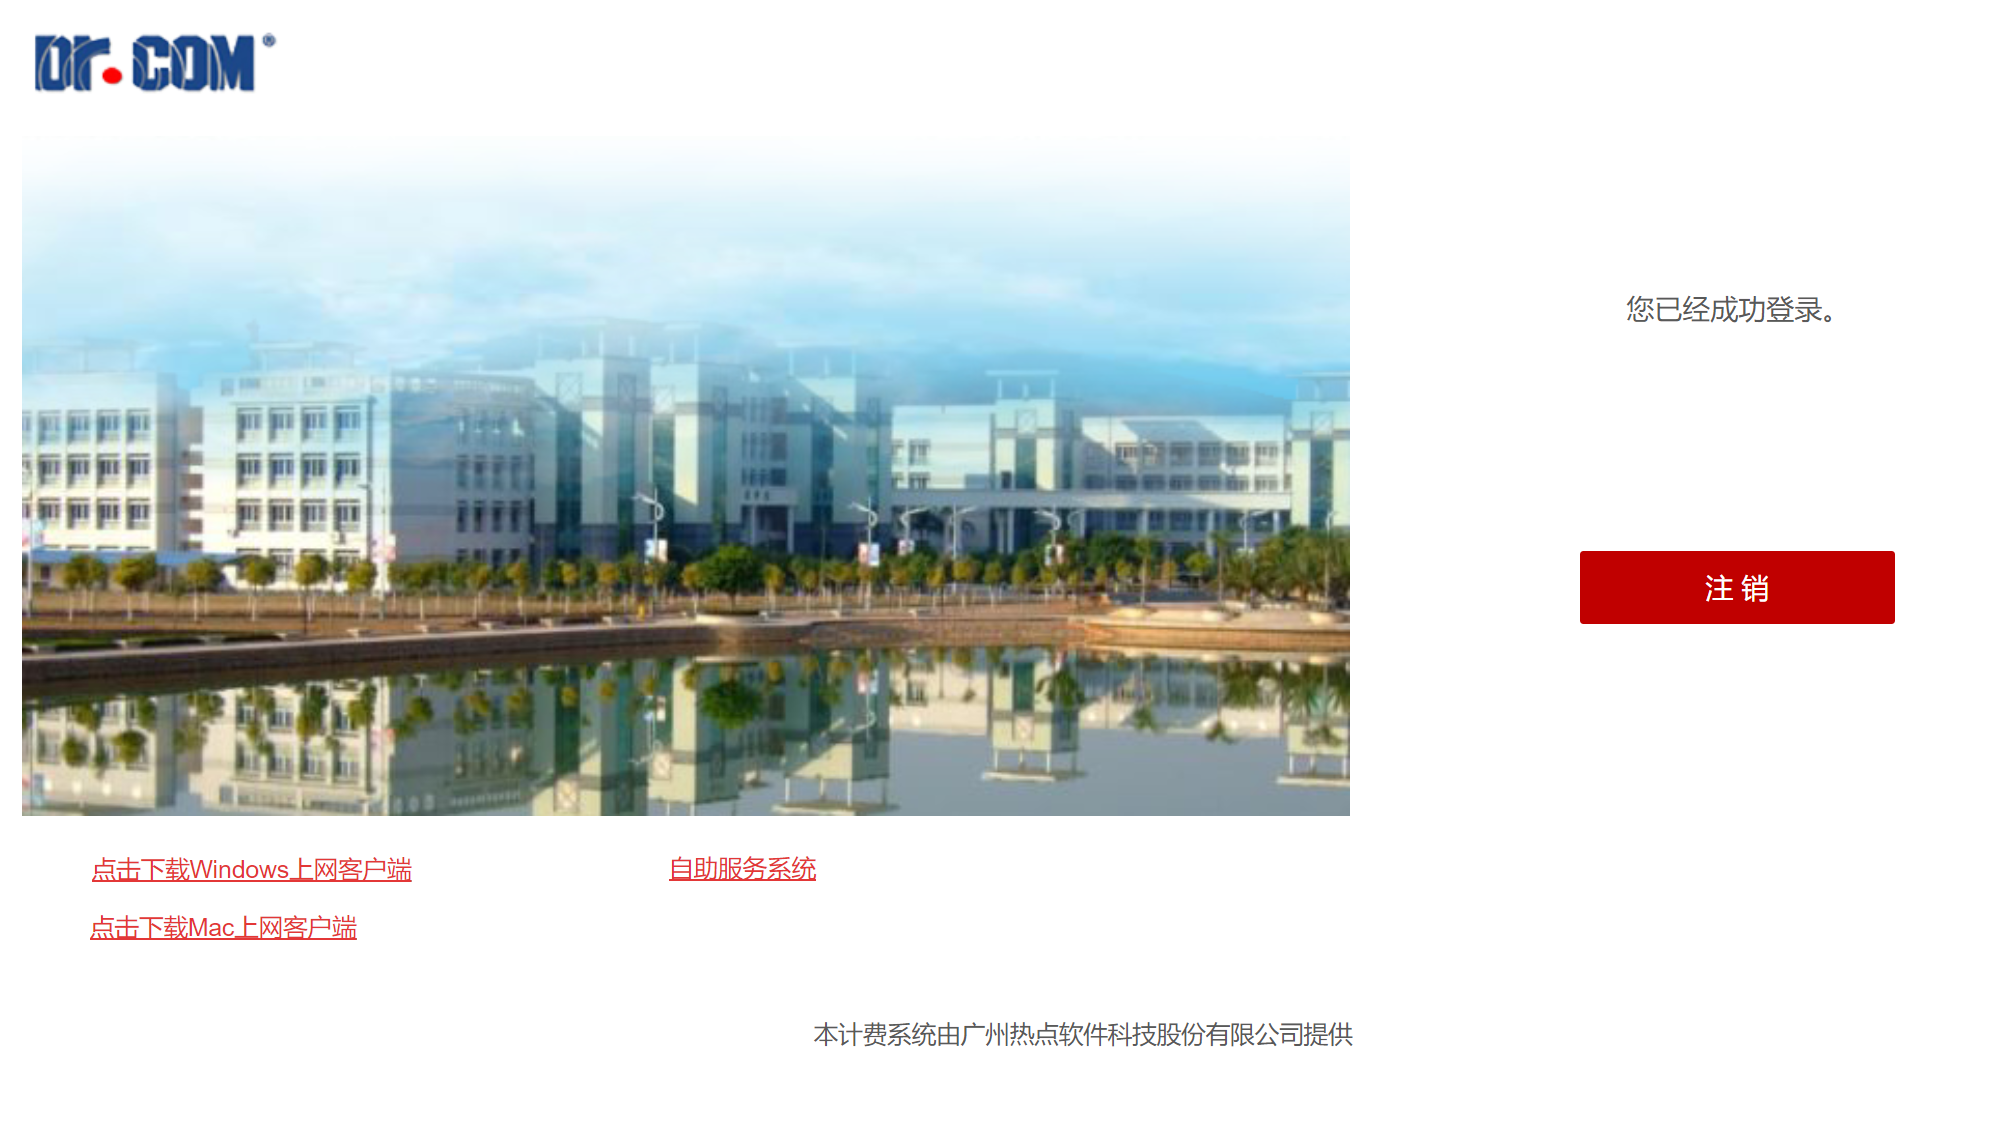 Dr.COM®
您已经成功登录。
注 销
点击下载Windows上网客户端
自助服务系统
点击下载Mac上网客户端
本计费系统由广州热点软件科技股份有限公司提供